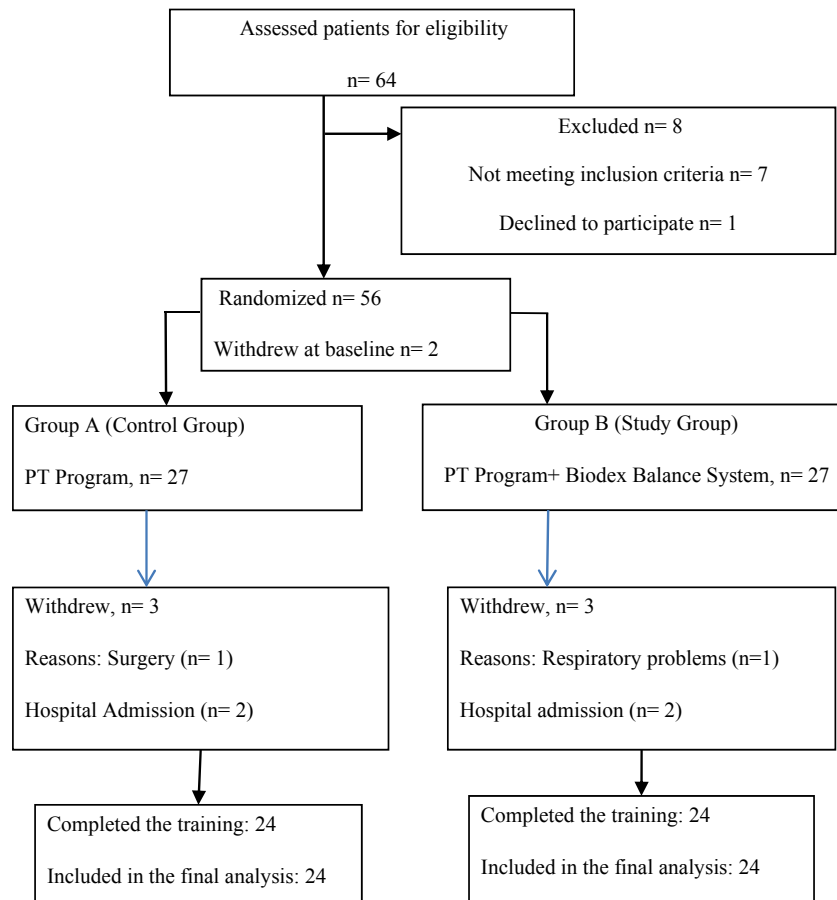 Assessed patients for eligibility
n= 64
Excluded n= 8
Not meeting inclusion criteria n= 7
Declined to participate n= 1
Randomized n= 56
Withdrew at baseline n= 2
Group A (Control Group)
PT Program, n= 27
Group B (Study Group)
PT Program+ Biodex Balance System, n= 27
Withdrew, n= 3
Reasons: Surgery (n= 1)
Hospital Admission (n= 2)
Withdrew, n= 3
Reasons: Respiratory problems (n=1)
Hospital admission (n= 2)
Completed the training: 24
Included in the final analysis: 24
Completed the training: 24
Included in the final analysis: 24